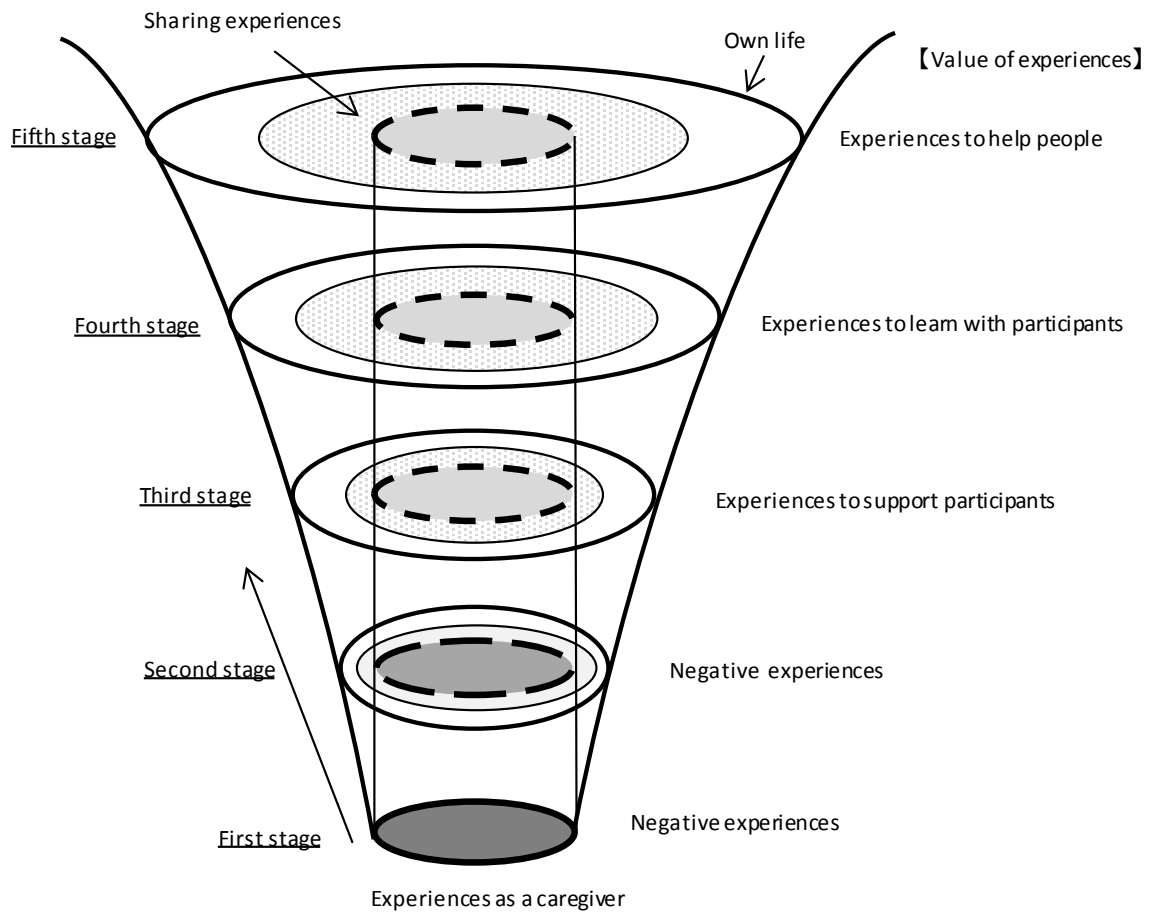 Sharing experiences
Own life
【Value of experiences】
Fifth stage
Experiences to help people
Fourth stage
Experiences to learn with participants
Third stage
Experiences to support participants
Second stage
Negative experiences
First stage
Negative experiences
Experiences as a caregiver